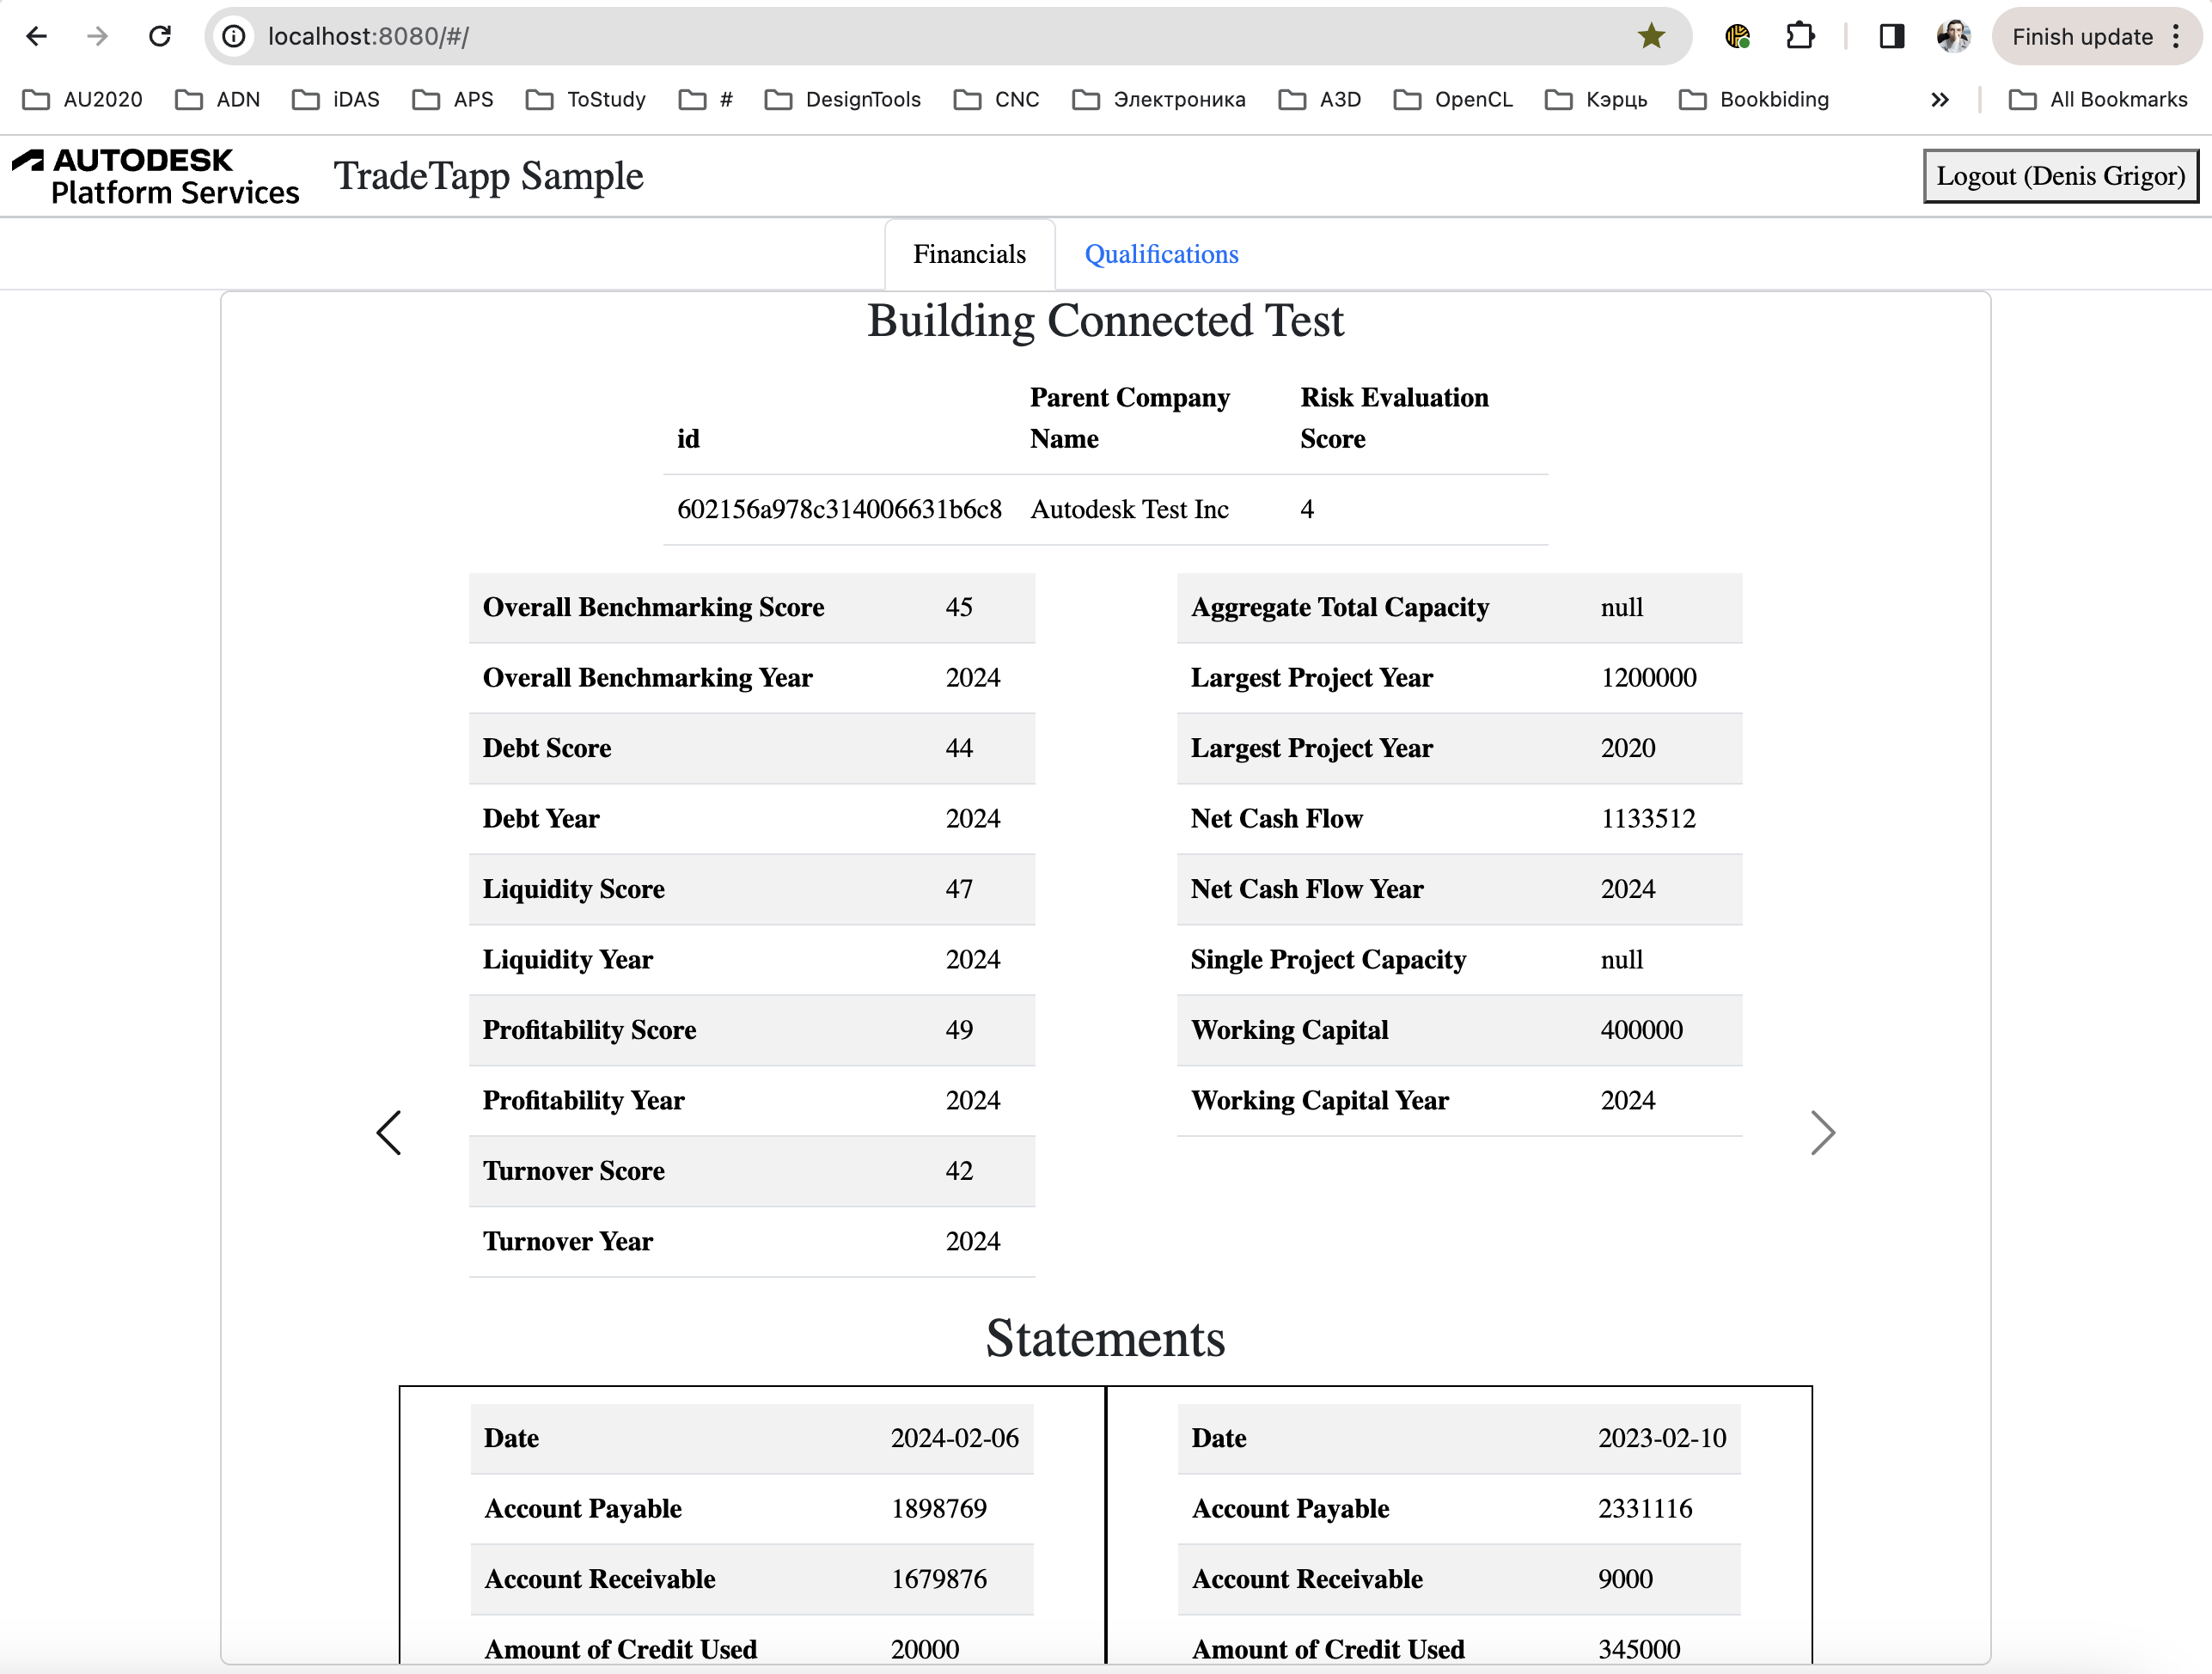 localhost:8080/#/
Finish update
AU2020 ADN iDAS APS ToStudy # DesignTools CNC Электроника A3D OpenCL Кэрць Bookbiding » All Bookmarks
AUTODESK
Platform Services
TradeTapp Sample
Logout (Denis Grigor)
Financials Qualifications
Building Connected Test
id Parent Company Name Risk Evaluation Score
602156a978c314006631b6c8 Autodesk Test Inc 4
Overall Benchmarking Score 45
Overall Benchmarking Year 2024
Debt Score 44
Debt Year 2024
Liquidity Score 47
Liquidity Year 2024
Profitability Score 49
Profitability Year 2024
Turnover Score 42
Turnover Year 2024
Aggregate Total Capacity null
Largest Project Year 1200000
Largest Project Year 2020
Net Cash Flow 1133512
Net Cash Flow Year 2024
Single Project Capacity null
Working Capital 400000
Working Capital Year 2024
Statements
Date 2024-02-06
Account Payable 1898769
Account Receivable 1679876
Amount of Credit Used 20000
Date 2023-02-10
Account Payable 2331116
Account Receivable 9000
Amount of Credit Used 345000